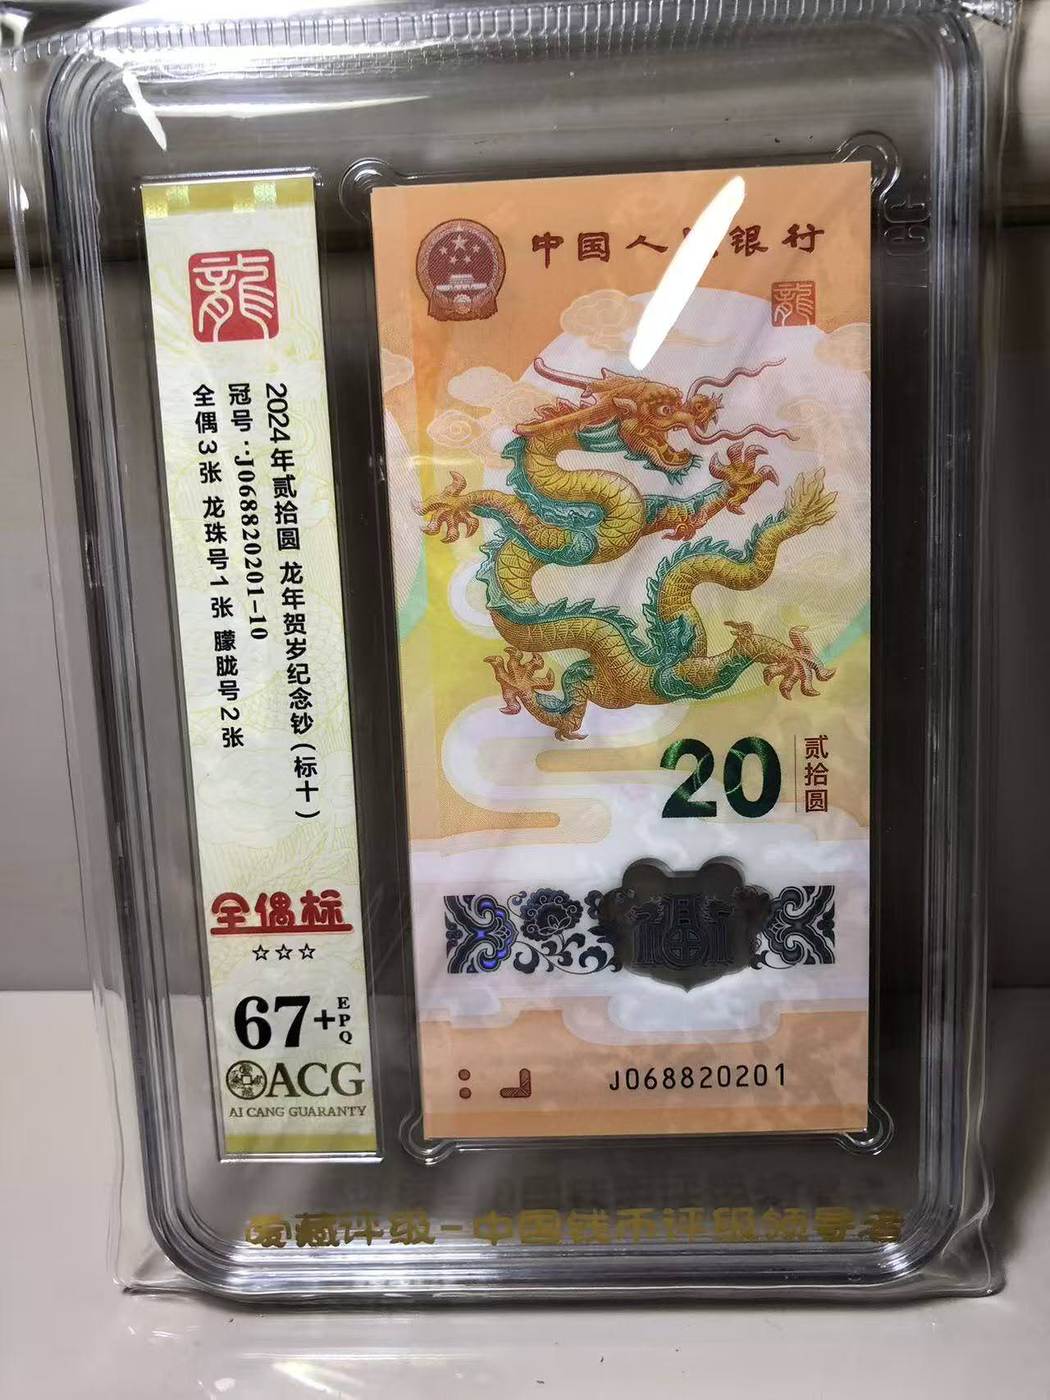 龍
2024年贰拾圆 龙年贺岁纪念钞(标十)
冠号:J068820201-10
全偶3张 龙珠号1张 朦胧号2张
全偶标
☆☆☆
67+EPQ
ACG
AI CANG GUARANTY
中国人 银行
龍
20
贰拾圆
福
J068820201
爱藏评级-中国钱币评级领导者